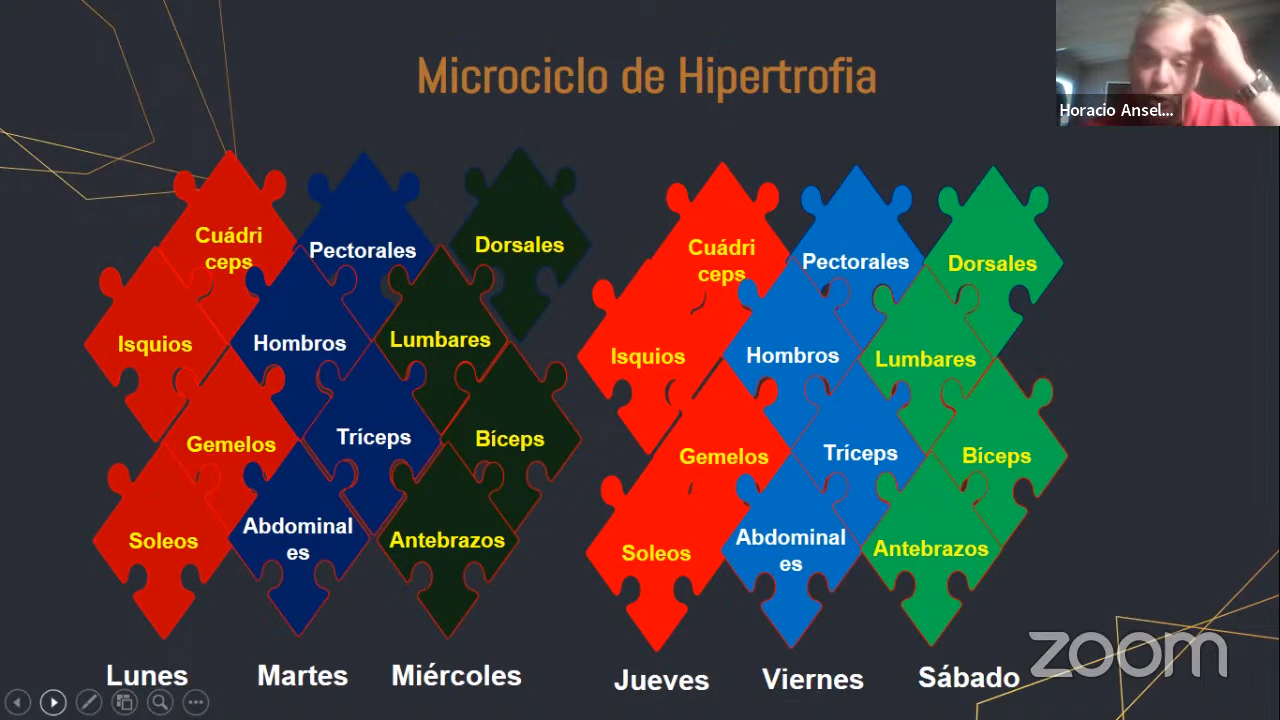 Microciclo de Hipertrofia
Horacio Ansel...
Cuádri
ceps
Pectorales
Dorsales
Isquios
Hombros
Lumbares
Gemelos
Tríceps
Bíceps
Soleos
Abdominal
es
Antebrazos
Cuádri
ceps
Pectorales
Dorsales
Isquios
Hombros
Lumbares
Gemelos
Tríceps
Bíceps
Soleos
Abdominal
es
Antebrazos
Lunes
Martes
Miércoles
Jueves
Viernes
Sábado
zoom